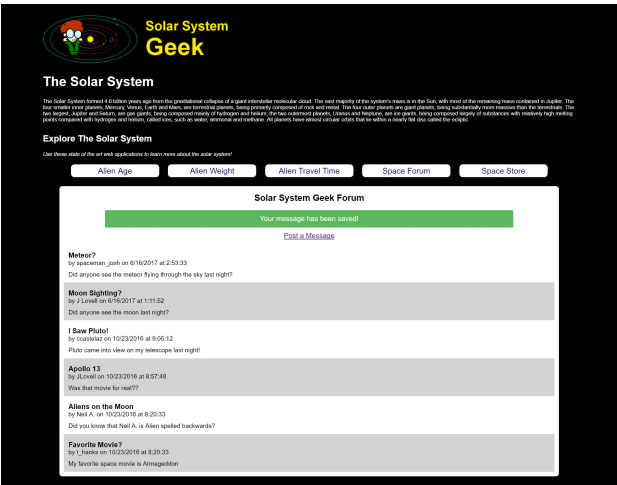 Solar System
Geek
The Solar System
The Solar System formed 4.6 billion years ago from the gravitational collapse of a giant interstellar molecular cloud. The vast majority of the system's mass is in the Sun, with most of the remaining mass contained in Jupiter. The
four smaller inner planets, Mercury, Venus, Earth and Mars, are terrestrial planets, being primarily composed of rock and metal. The four outer planets are giant planets, being substantially more massive than the terrestrials. The
two largest, Jupiter and Saturn, are gas giants, being composed mainly of hydrogen and helium; the two outermost planets, Uranus and Neptune, are ice giants, being composed largely of substances with relatively high melting
points compared with hydrogen and helium, called ices, such as water, ammonia and methane. All planets have almost circular orbits that lie within a nearly flat disc called the ecliptic.
Explore The Solar System
Use these state of the art web applications to learn more about the solar system!
Alien Age Alien Weight Alien Travel Time Space Forum Space Store
Solar System Geek Forum
Your message has been saved!
Post a Message
Meteor?
by spaceman_josh on 6/16/2017 at 2:53:33
Did anyone see the meteor flying through the sky last night?
Moon Sighting?
by J Lovell on 6/16/2017 at 1:11:52
Did anyone see the moon last night?
I Saw Pluto!
by ccastelaz on 10/23/2016 at 9:05:12
Pluto came into view on my telescope last night!
Apollo 13
by JLovell on 10/23/2016 at 8:57:48
Was that movie for real??
Aliens on the Moon
by Neil A. on 10/23/2016 at 8:20:33
Did you know that Neil A. is Alien spelled backwards?
Favorite Movie?
by t_hanks on 10/23/2016 at 8:20:33
My favorite space movie is Armageddon